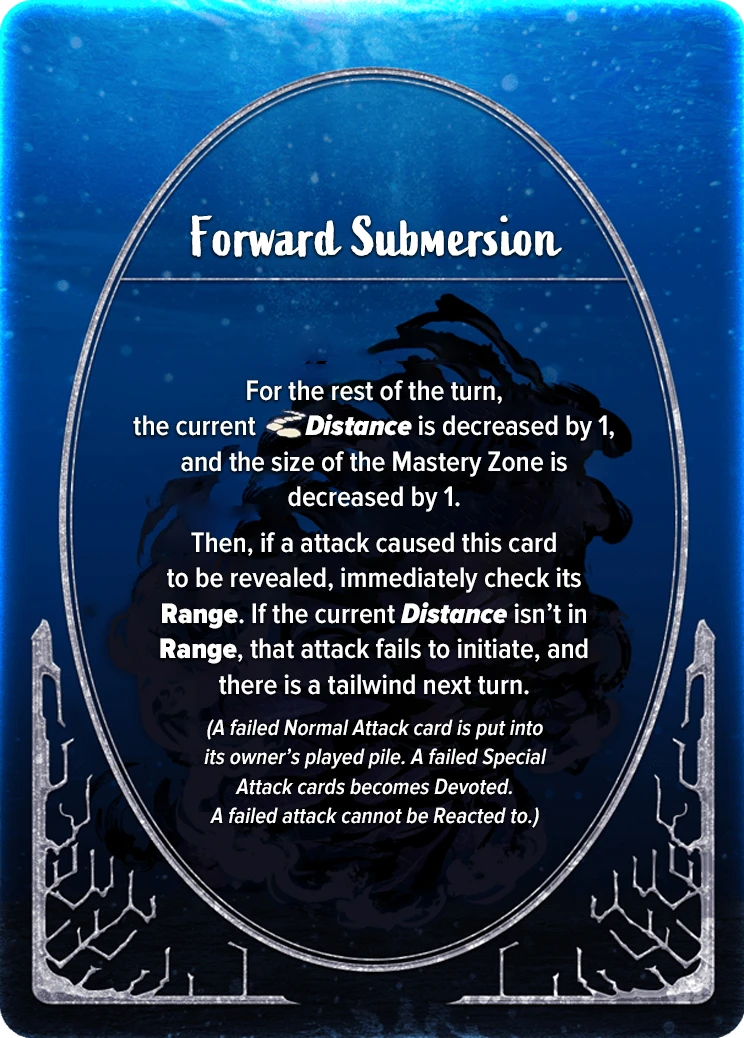 Forward Submersion
For the rest of the turn,
the current Distance is decreased by 1,
and the size of the Mastery Zone is
decreased by 1.
Then, if a attack caused this card
to be revealed, immediately check its
Range. If the current Distance isn't in
Range, that attack fails to initiate, and
there is a tailwind next turn.
(A failed Normal Attack card is put into
its owner's played pile. A failed Special
Attack cards becomes Devoted.
A failed attack cannot be Reacted to.)